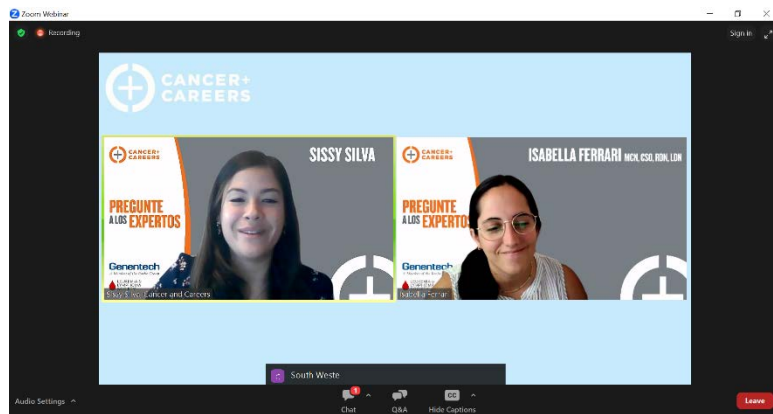 Zoom Webinar
Recording
Sign in
CANCER+
CAREERS
CANCER+
CAREERS
SISSY SILVA
PREGUNTE
A LOS EXPERTOS
Genentech
Sissy Silva, Cancer and Careers
CANCER+
CAREERS
ISABELLA FERRARI MCN, CSO, RDN, LDN
PREGUNTE
A LOS EXPERTOS
Genentech
Isabella Ferrari
South Weste
Audio Settings
1
Chat
Q&A
CC
Hide Captions
Leave